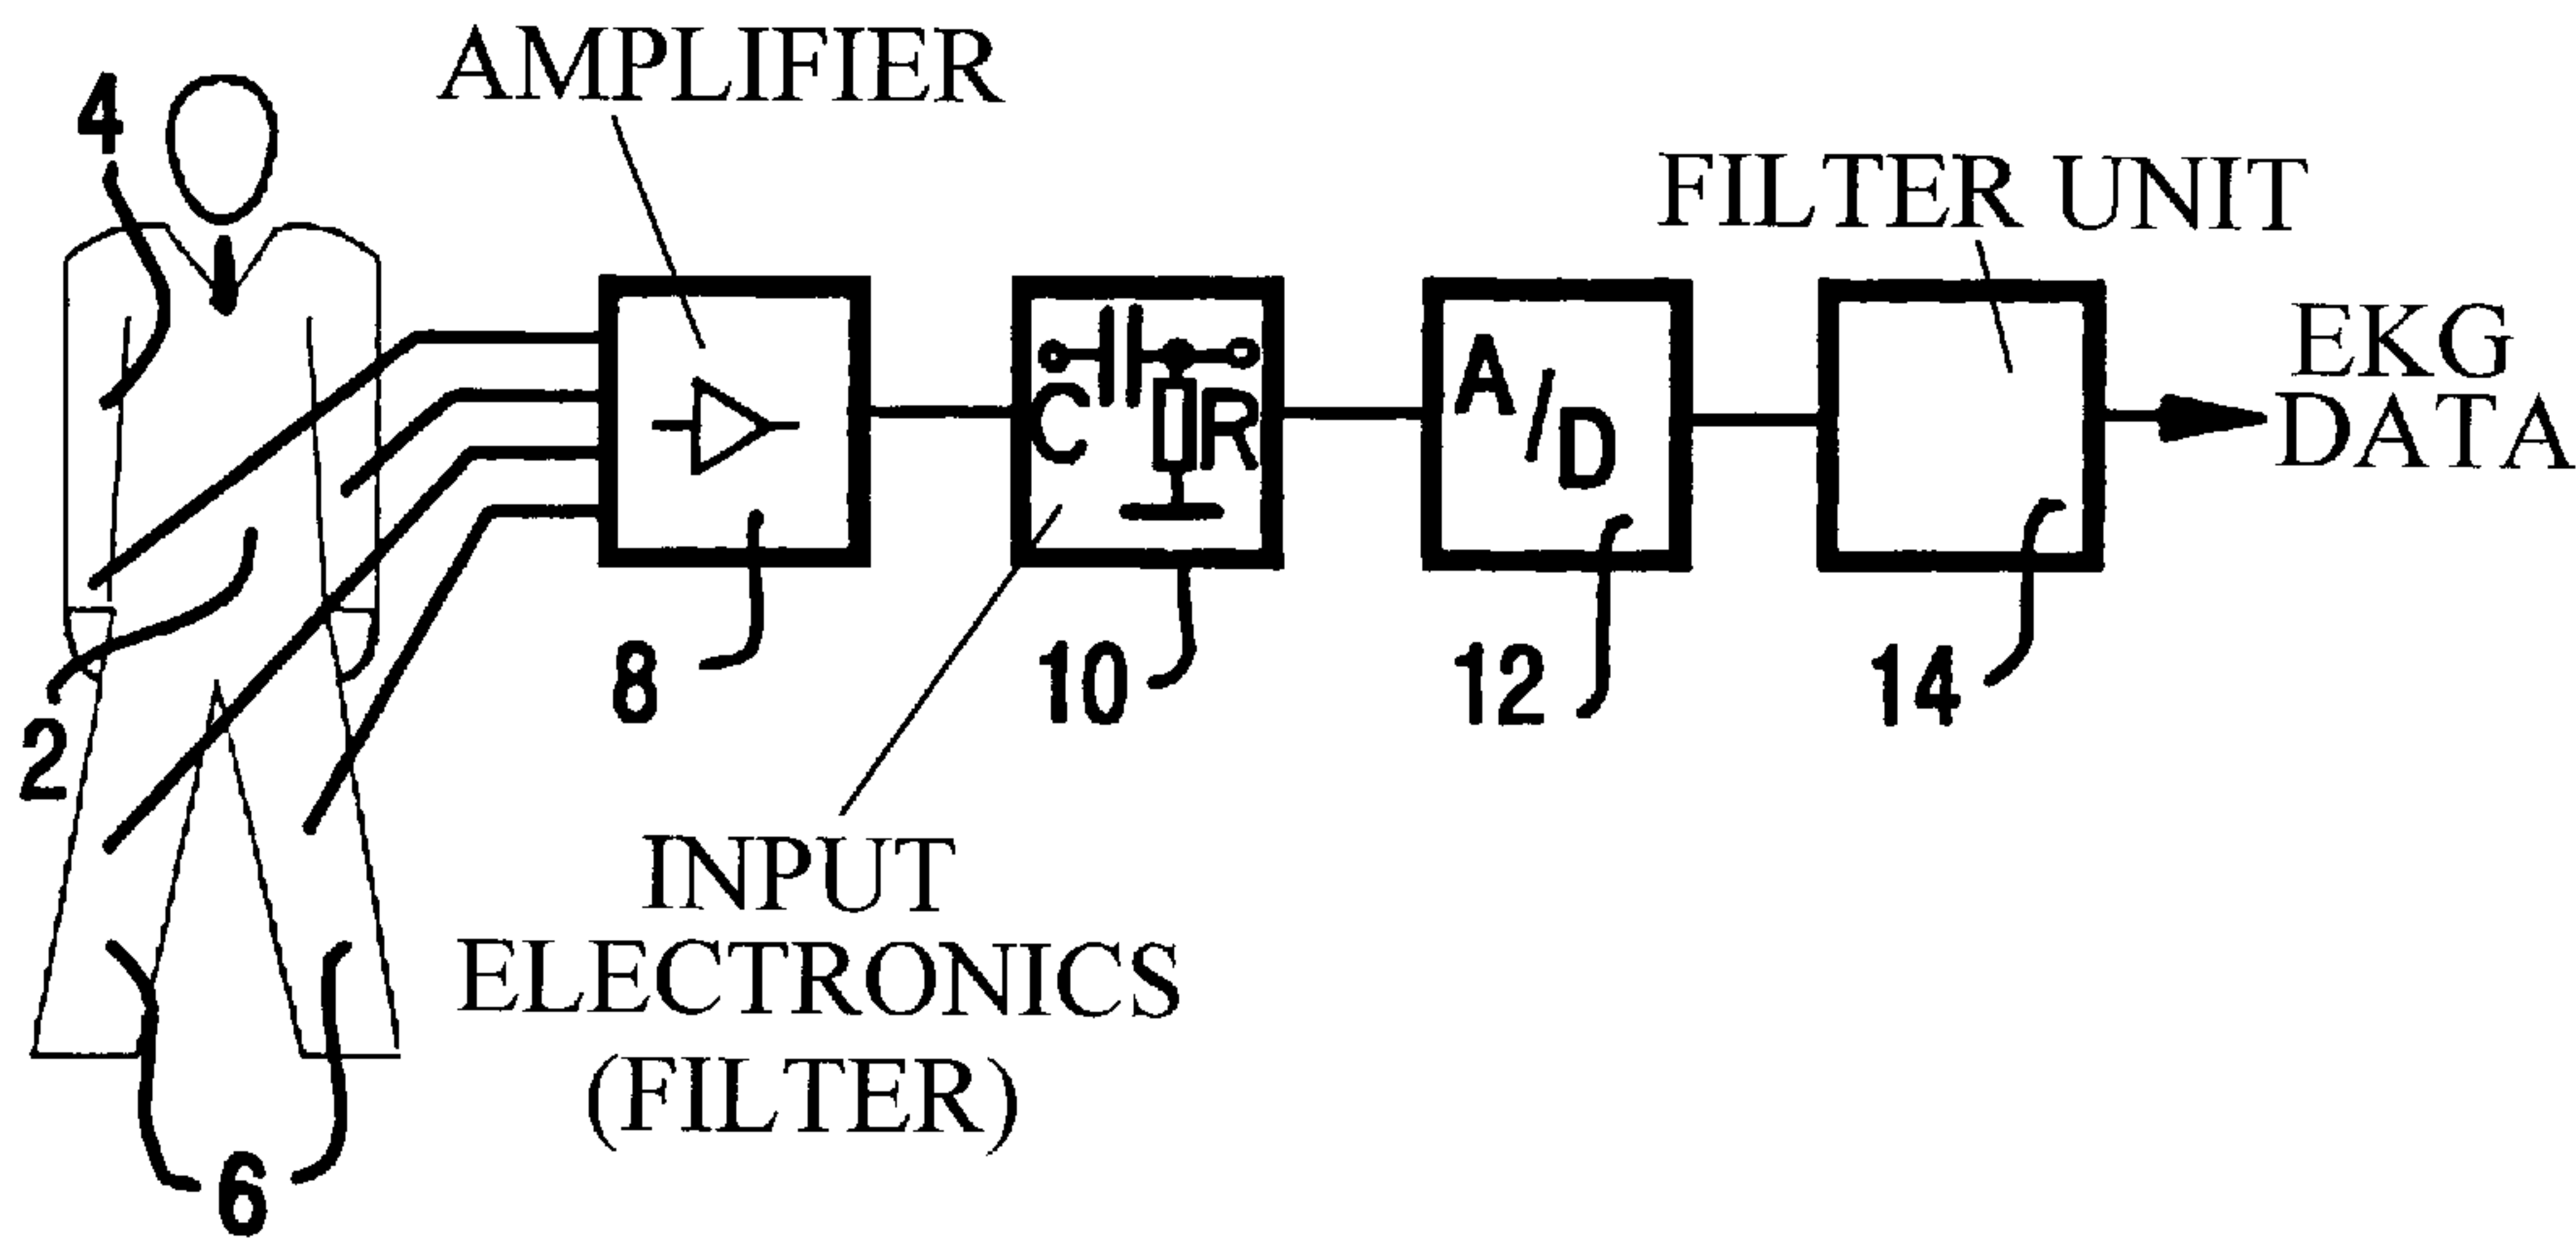 AMPLIFIER
4
FILTER UNIT
EKG
DATA
C
R
A/D
2
8
10
12
14
INPUT
ELECTRONICS
(FILTER)
6